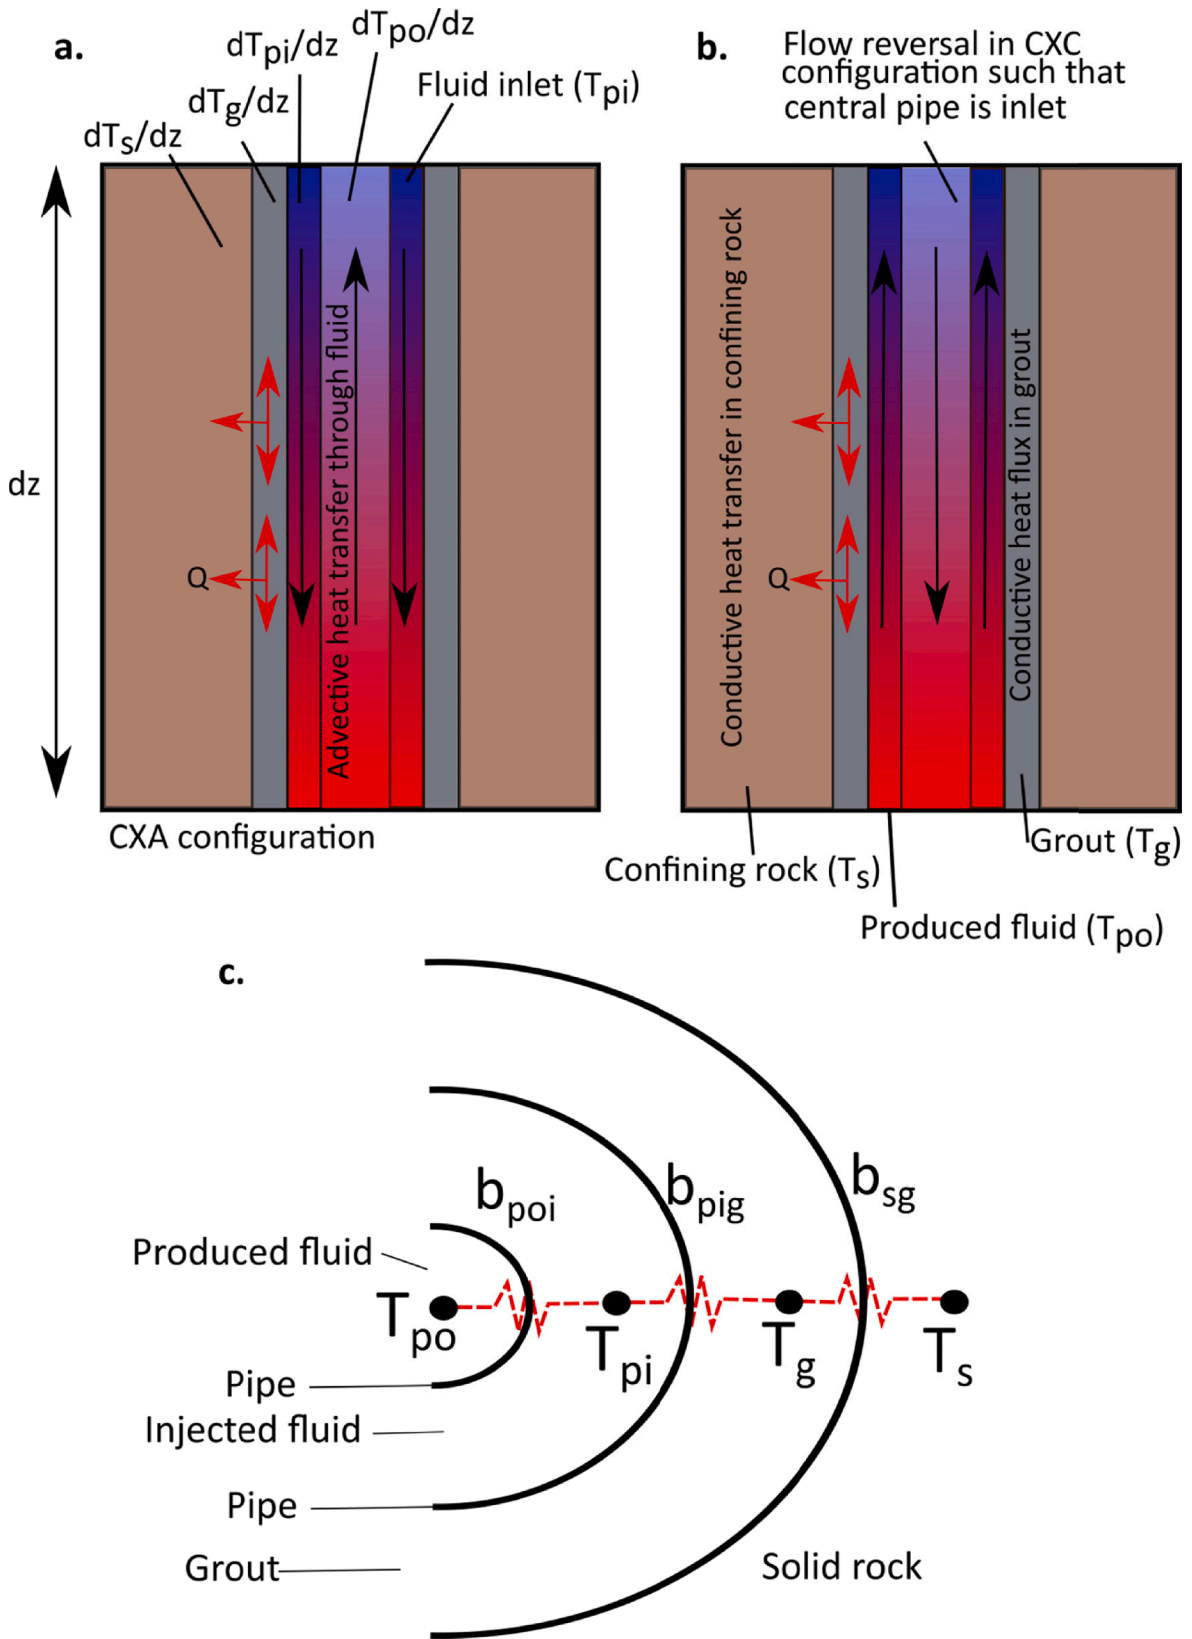 a.
dT_pi/dz
dT_po/dz
dT_g/dz
Fluid inlet (T_pi)
dT_s/dz
dz
Q
Advective heat transfer through fluid
CXA configuration
b.
Flow reversal in CXC
configuration such that
central pipe is inlet
Conductive heat transfer in confining rock
Q
Conductive heat flux in grout
Grout (T_g)
Confining rock (T_s)
Produced fluid (T_po)
c.
b_poi
b_pig
b_sg
Produced fluid
T_po
T_pi
T_g
T_s
Pipe
Injected fluid
Pipe
Grout
Solid rock